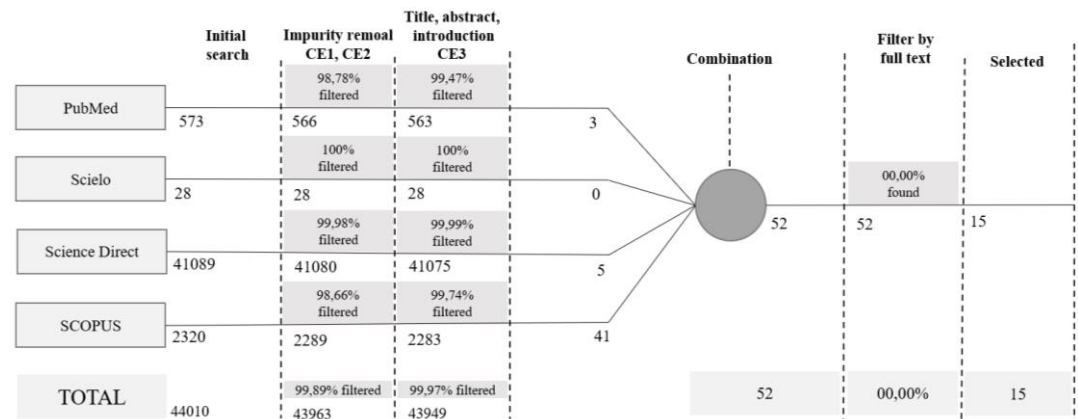 Initial search
Impurity remoal CE1, CE2
Title, abstract, introduction CE3
Combination
Filter by full text
Selected
PubMed
573
98,78% filtered
566
99,47% filtered
563
3
Scielo
28
100% filtered
28
100% filtered
28
0
52
00,00% found
52
15
Science Direct
41089
99,98% filtered
41080
99,99% filtered
41075
5
SCOPUS
2320
98,66% filtered
2289
99,74% filtered
2283
41
TOTAL
44010
99,89% filtered
43963
99,97% filtered
43949
52
00,00%
15